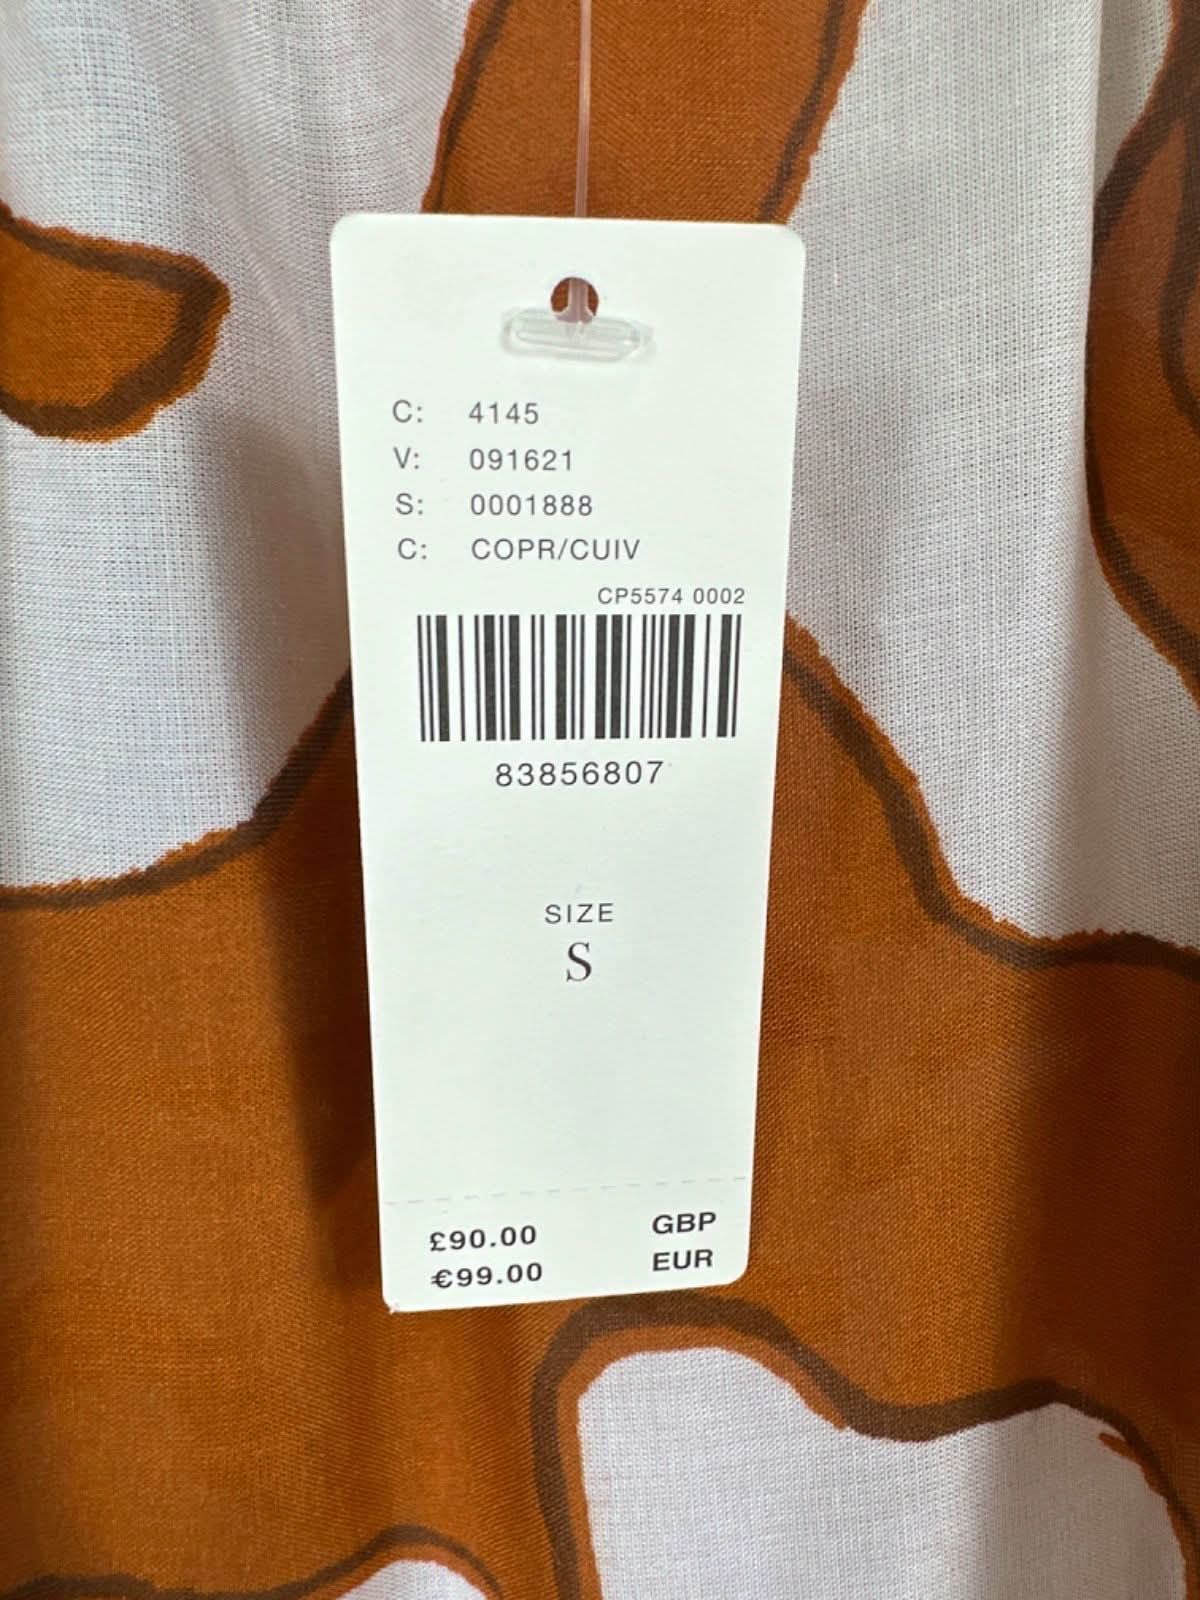 C: 4145
V: 091621
S: 0001888
C: COPR/CUIV
CP5574 0002
83856807
SIZE
S
£90.00 GBP
€99.00 EUR